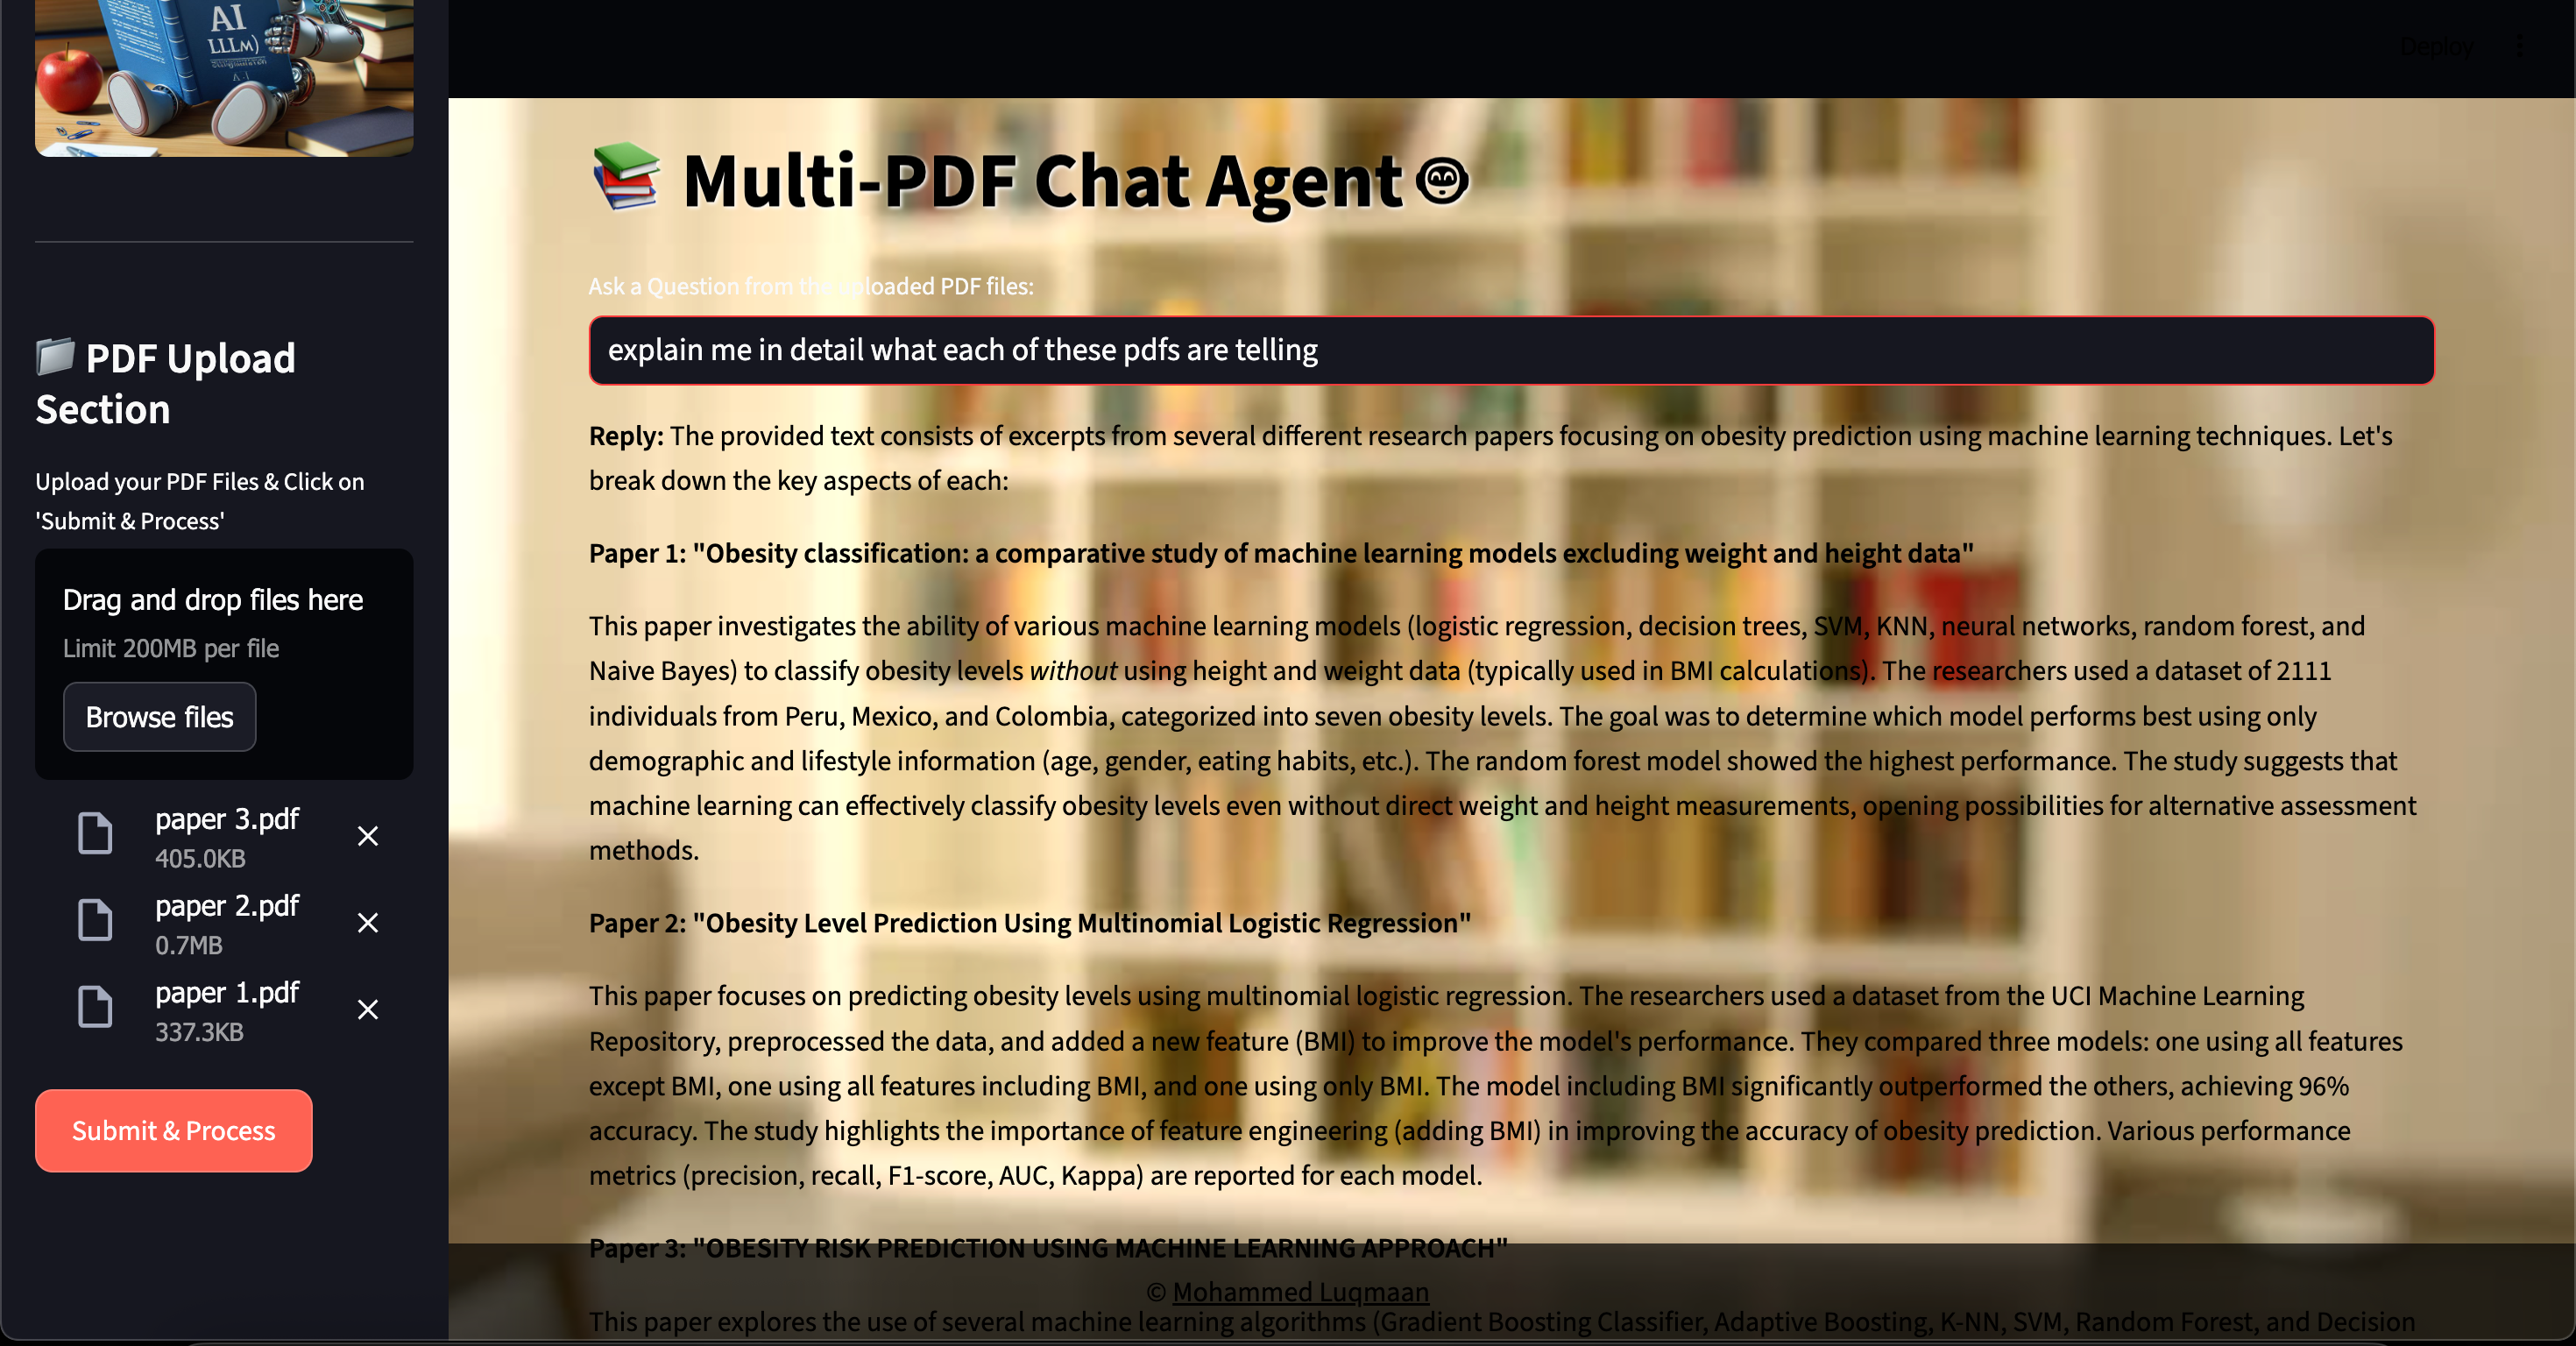 AI
LLLM)
A·I
📁 PDF Upload
Section
Upload your PDF Files & Click on
'Submit & Process'
Drag and drop files here
Limit 200MB per file
Browse files
paper 3.pdf
405.0KB
paper 2.pdf
0.7MB
paper 1.pdf
337.3KB
Submit & Process
Deploy
📚 Multi-PDF Chat Agent
Ask a Question from the uploaded PDF files:
explain me in detail what each of these pdfs are telling
Reply: The provided text consists of excerpts from several different research papers focusing on obesity prediction using machine learning techniques. Let's
break down the key aspects of each:
Paper 1: "Obesity classification: a comparative study of machine learning models excluding weight and height data"
This paper investigates the ability of various machine learning models (logistic regression, decision trees, SVM, KNN, neural networks, random forest, and
Naive Bayes) to classify obesity levels without using height and weight data (typically used in BMI calculations). The researchers used a dataset of 2111
individuals from Peru, Mexico, and Colombia, categorized into seven obesity levels. The goal was to determine which model performs best using only
demographic and lifestyle information (age, gender, eating habits, etc.). The random forest model showed the highest performance. The study suggests that
machine learning can effectively classify obesity levels even without direct weight and height measurements, opening possibilities for alternative assessment
methods.
Paper 2: "Obesity Level Prediction Using Multinomial Logistic Regression"
This paper focuses on predicting obesity levels using multinomial logistic regression. The researchers used a dataset from the UCI Machine Learning
Repository, preprocessed the data, and added a new feature (BMI) to improve the model's performance. They compared three models: one using all features
except BMI, one using all features including BMI, and one using only BMI. The model including BMI significantly outperformed the others, achieving 96%
accuracy. The study highlights the importance of feature engineering (adding BMI) in improving the accuracy of obesity prediction. Various performance
metrics (precision, recall, F1-score, AUC, Kappa) are reported for each model.
Paper 3: "OBESITY RISK PREDICTION USING MACHINE LEARNING APPROACH"
© Mohammed Luqmaan
This paper explores the use of several machine learning algorithms (Gradient Boosting Classifier, Adaptive Boosting, K-NN, SVM, Random Forest, and Decision